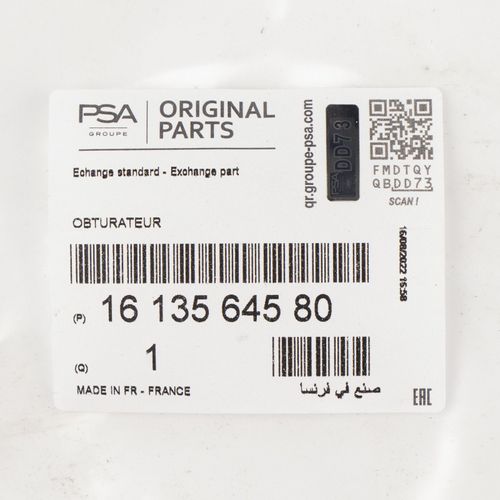 PSA
GROUPE
ORIGINAL
PARTS
Echange standard - Exchange part
qr.groupe-psa.com
PSA DD73
FMDTQY
QBDD73
SCAN!
OBTURATEUR
16/08/2022 15:58
(P) 16 135 645 80
(Q) 1
MADE IN FR - FRANCE
صنع في فرنسا
EAC